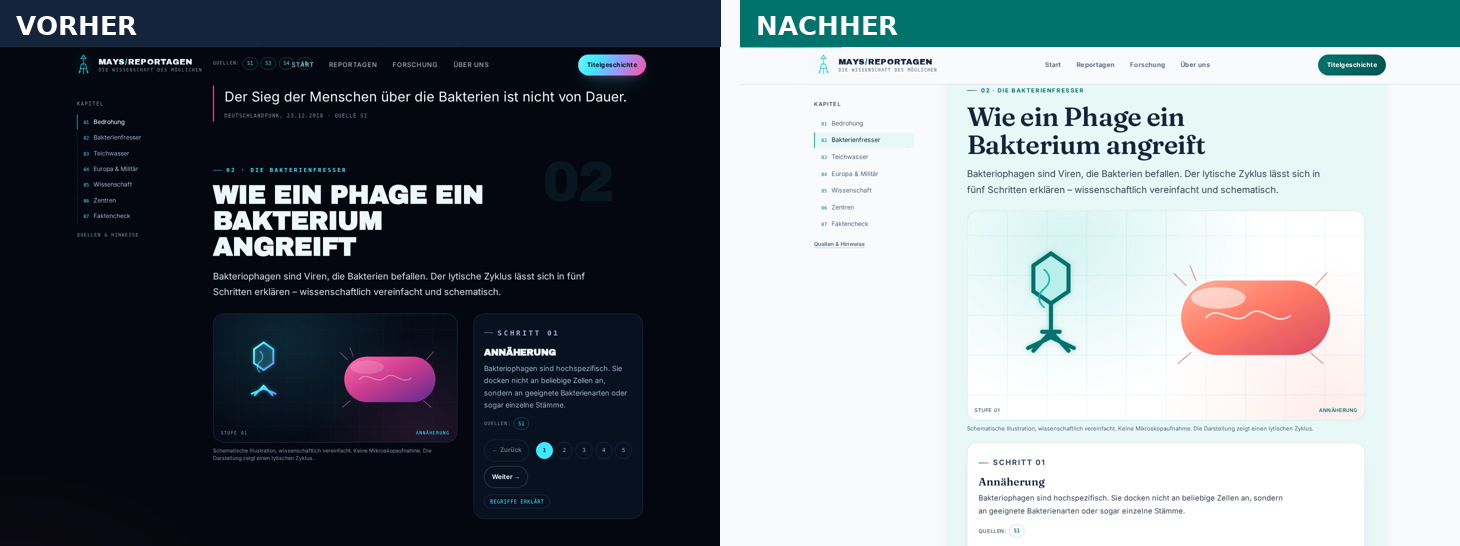 VORHER
MAYS/REPORTAGEN
DIE WISSENSCHAFT DES MÖGLICHEN
QUELLEN: S1 S3 S4
START REPORTAGEN FORSCHUNG ÜBER UNS
Titelgeschichte
KAPITEL
01 Bedrohung
02 Bakterienfresser
03 Teichwasser
04 Europa & Militär
05 Wissenschaft
06 Zentren
07 Faktencheck
QUELLEN & HINWEISE
Der Sieg der Menschen über die Bakterien ist nicht von Dauer.
DEUTSCHLANDFUNK, 23.12.2018 · QUELLE S1
02 · DIE BAKTERIENFRESSER
02
WIE EIN PHAGE EIN
BAKTERIUM
ANGREIFT
Bakteriophagen sind Viren, die Bakterien befallen. Der lytische Zyklus lässt sich in fünf
Schritten erklären – wissenschaftlich vereinfacht und schematisch.
STUFE 01
ANNÄHERUNG
Schematische Illustration, wissenschaftlich vereinfacht. Keine Mikroskopaufnahme. Die
Darstellung zeigt einen lytischen Zyklus.
SCHRITT 01
ANNÄHERUNG
Bakteriophagen sind hochspezifisch. Sie
docken nicht an beliebige Zellen an,
sondern an geeignete Bakterienarten oder
sogar einzelne Stämme.
QUELLEN: S1
← Zurück 1 2 3 4 5
Weiter →
BEGRIFFE ERKLÄRT
NACHHER
MAYS/REPORTAGEN
DIE WISSENSCHAFT DES MÖGLICHEN
Start Reportagen Forschung Über uns
Titelgeschichte
KAPITEL
01 Bedrohung
02 Bakterienfresser
03 Teichwasser
04 Europa & Militär
05 Wissenschaft
06 Zentren
07 Faktencheck
Quellen & Hinweise
02 · DIE BAKTERIENFRESSER
Wie ein Phage ein
Bakterium angreift
Bakteriophagen sind Viren, die Bakterien befallen. Der lytische Zyklus lässt sich in
fünf Schritten erklären – wissenschaftlich vereinfacht und schematisch.
STUFE 01
ANNÄHERUNG
Schematische Illustration, wissenschaftlich vereinfacht. Keine Mikroskopaufnahme. Die Darstellung zeigt einen lytischen Zyklus.
SCHRITT 01
Annäherung
Bakteriophagen sind hochspezifisch. Sie docken nicht an beliebige Zellen an, sondern
an geeignete Bakterienarten oder sogar einzelne Stämme.
QUELLEN: S1